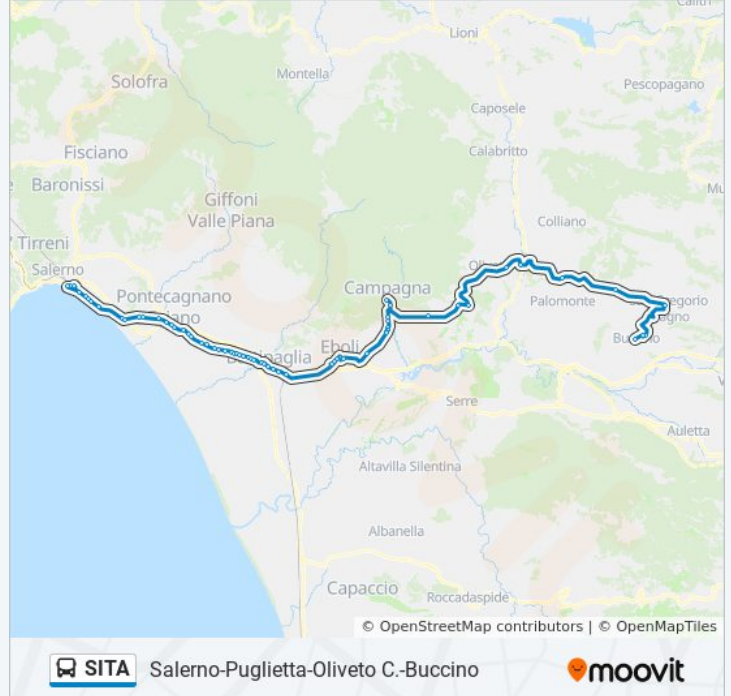 Calitri
Lioni
Solofra
Montella
Pescopagano
Caposele
Fisciano
Calabritto
Baronissi
Mu
Giffoni
Valle Piana
Colliano
Tirreni
Salerno
Campagna
Pontecagnano
Palomonte
Eboli
Serre
Auletta
Altavilla Silentina
Albanella
Capaccio
Roccadaspide
© OpenStreetMap contributors | © OpenMapTiles
SITA Salerno-Puglietta-Oliveto C.-Buccino moovit